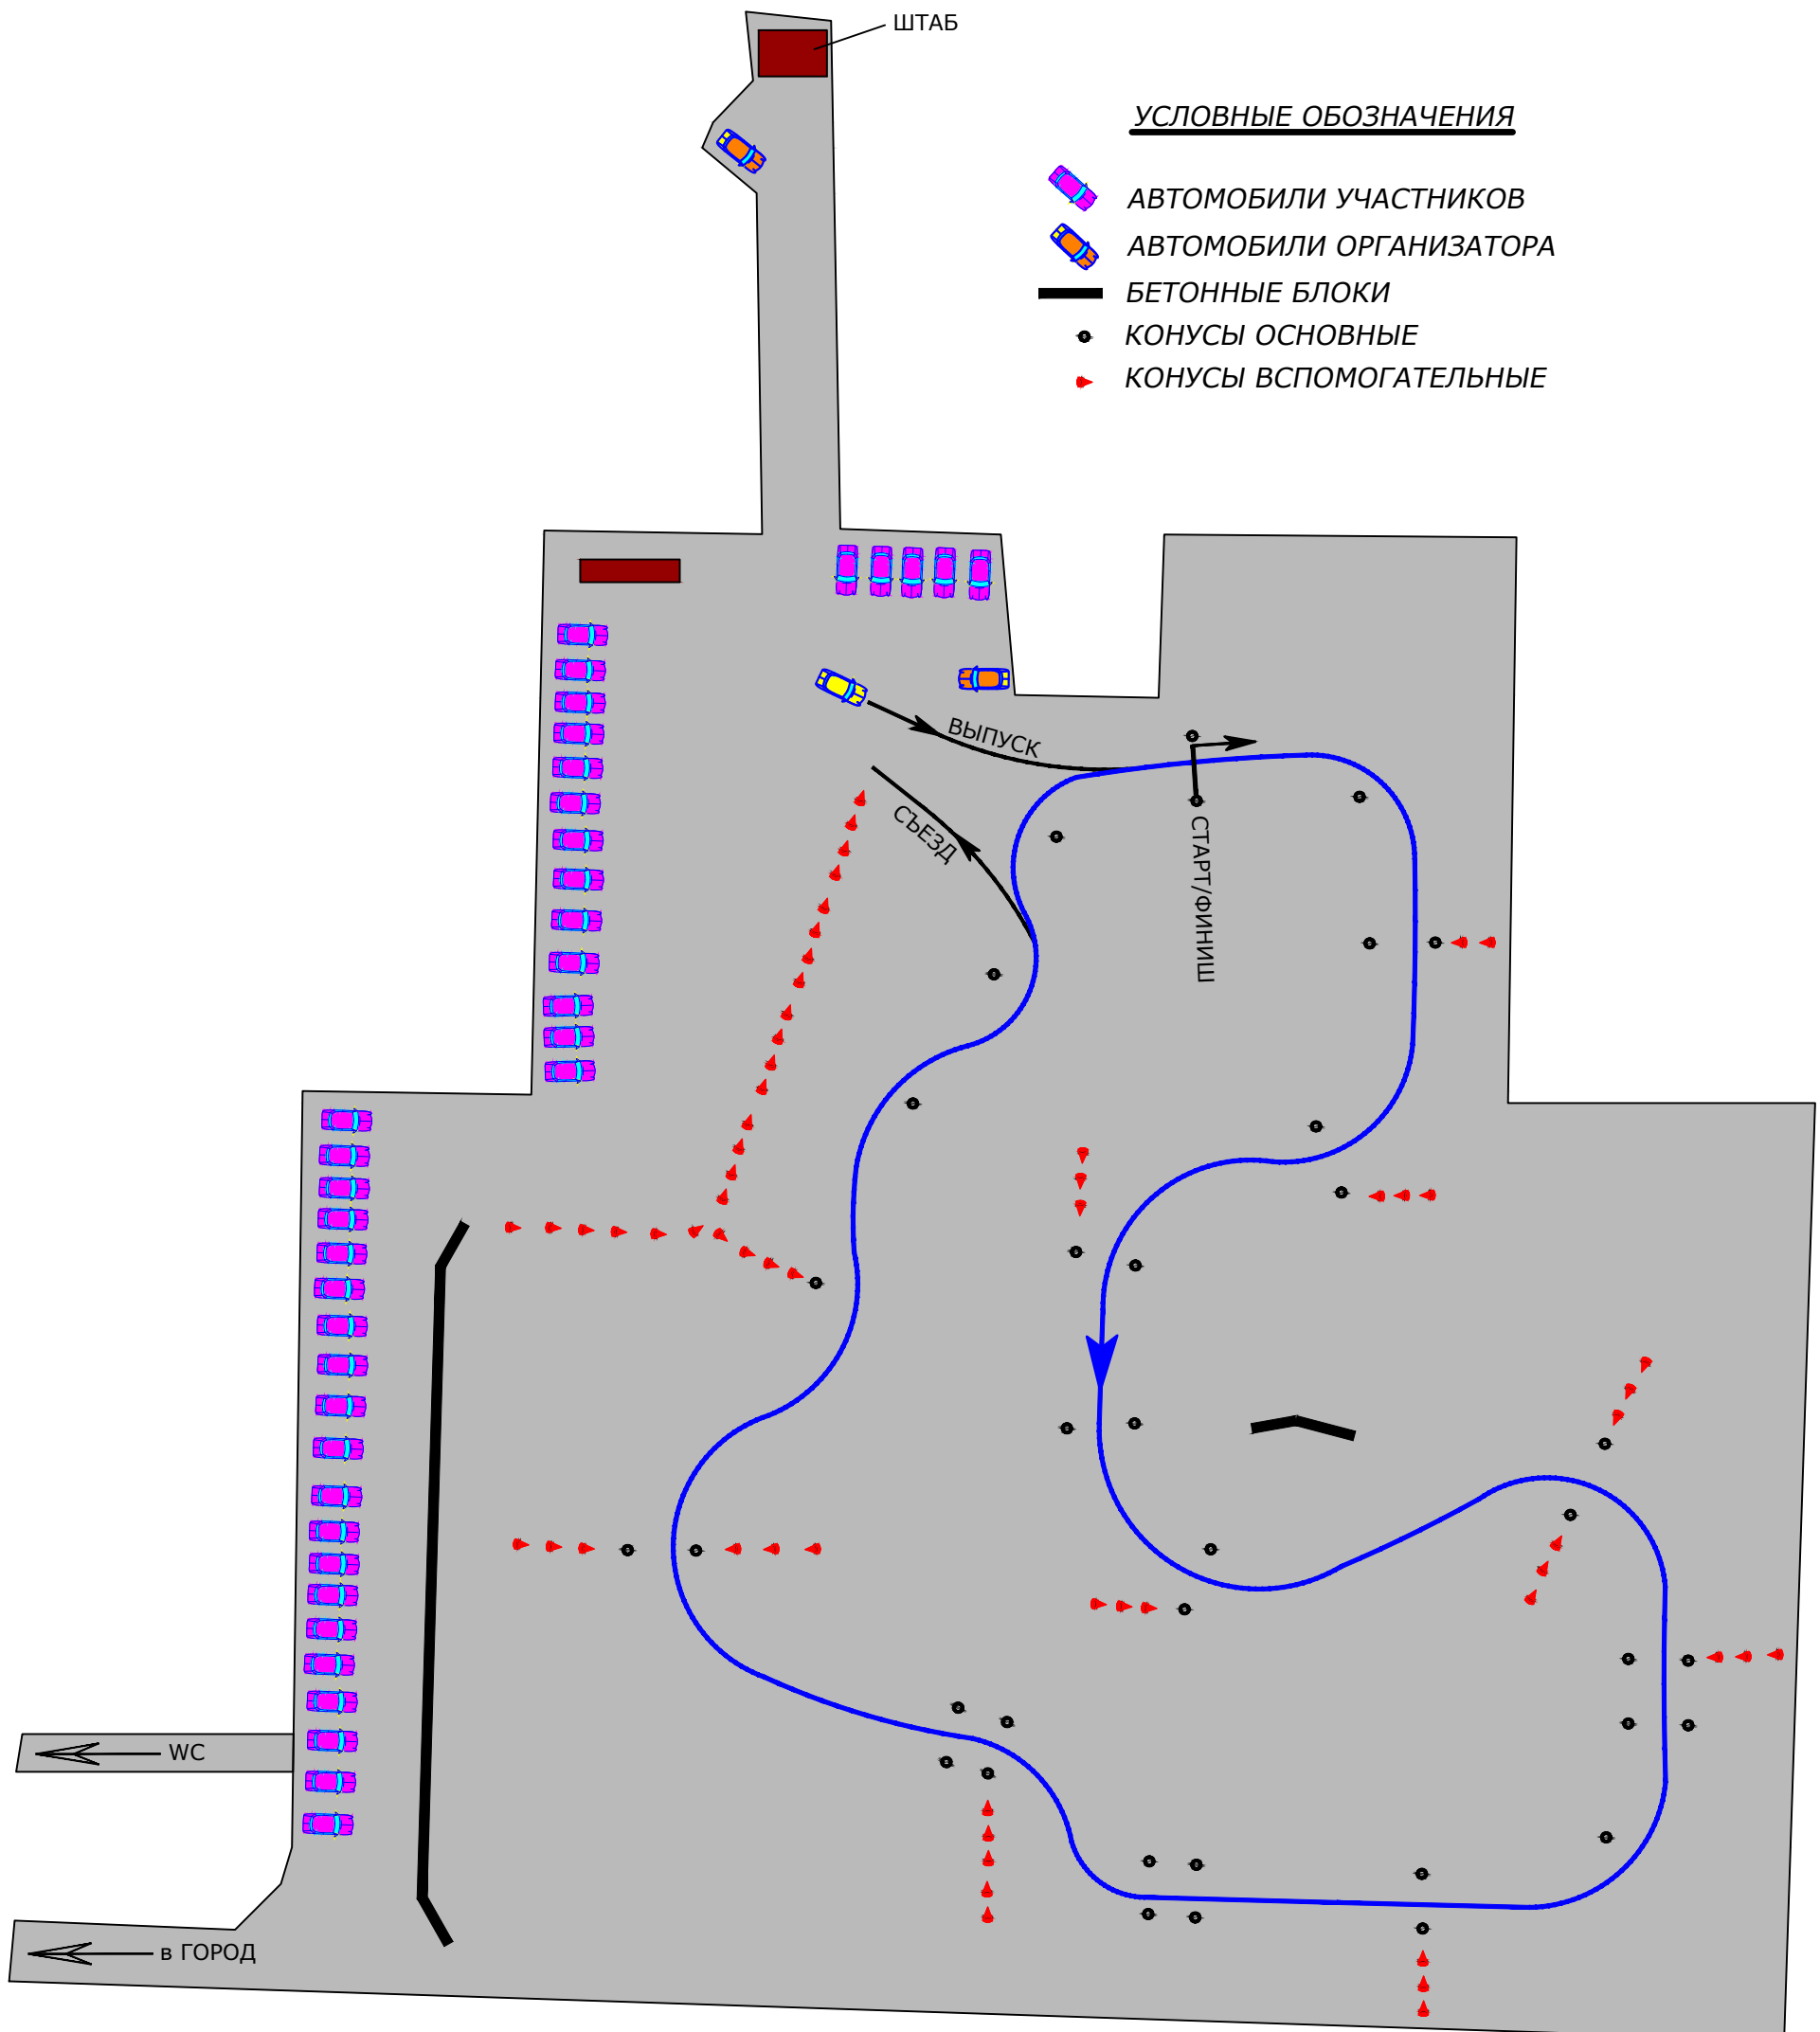 ШТАБ
УСЛОВНЫЕ ОБОЗНАЧЕНИЯ
АВТОМОБИЛИ УЧАСТНИКОВ
АВТОМОБИЛИ ОРГАНИЗАТОРА
БЕТОННЫЕ БЛОКИ
КОНУСЫ ОСНОВНЫЕ
КОНУСЫ ВСПОМОГАТЕЛЬНЫЕ
ВЫПУСК
СЪЕЗД
СТАРТ/ФИНИШ
WC
в ГОРОД